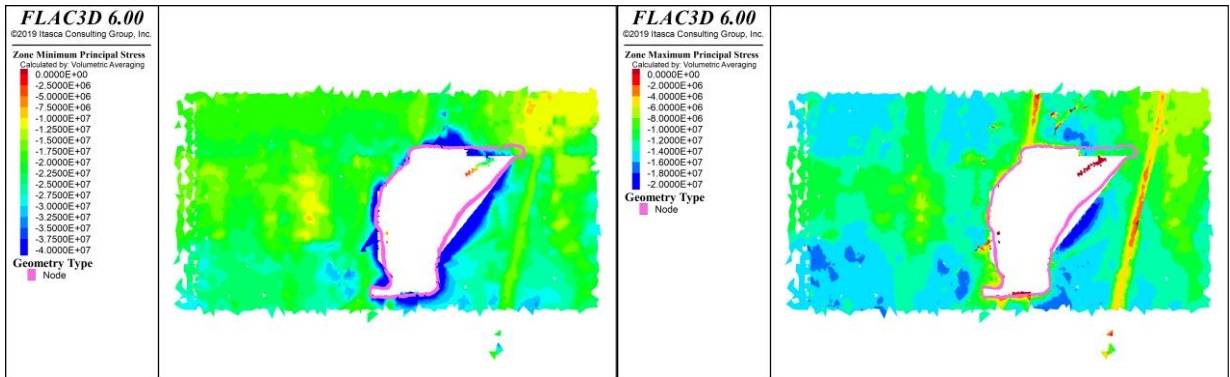 FLAC3D 6.00
©2019 Itasca Consulting Group, Inc.
Zone Minimum Principal Stress
Calculated by: Volumetric Averaging
0.0000E+00
-2.5000E+06
-5.0000E+06
-7.5000E+06
-1.0000E+07
-1.2500E+07
-1.5000E+07
-1.7500E+07
-2.0000E+07
-2.2500E+07
-2.5000E+07
-2.7500E+07
-3.0000E+07
-3.2500E+07
-3.5000E+07
-3.7500E+07
-4.0000E+07
Geometry Type
Node
FLAC3D 6.00
©2019 Itasca Consulting Group, Inc.
Zone Maximum Principal Stress
Calculated by: Volumetric Averaging
0.0000E+00
-2.0000E+06
-4.0000E+06
-6.0000E+06
-8.0000E+06
-1.0000E+07
-1.2000E+07
-1.4000E+07
-1.6000E+07
-1.8000E+07
-2.0000E+07
Geometry Type
Node